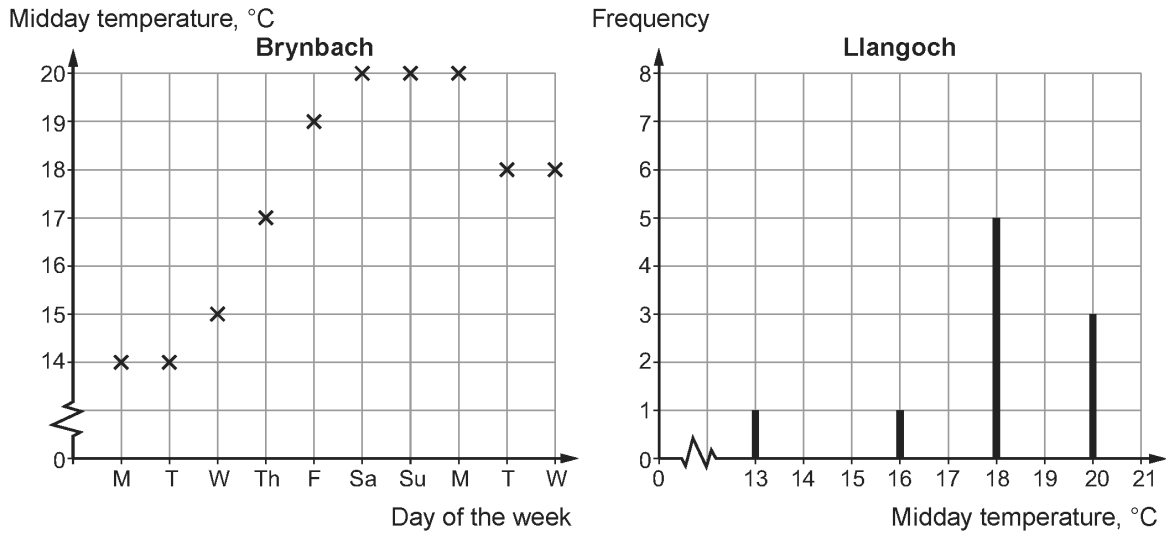 Midday temperature, °C
Brynbach
20
19
18
17
16
15
14
0
M T W Th F Sa Su M T W
Day of the week
Frequency
Llangoch
8
7
6
5
4
3
2
1
0
0 13 14 15 16 17 18 19 20 21
Midday temperature, °C